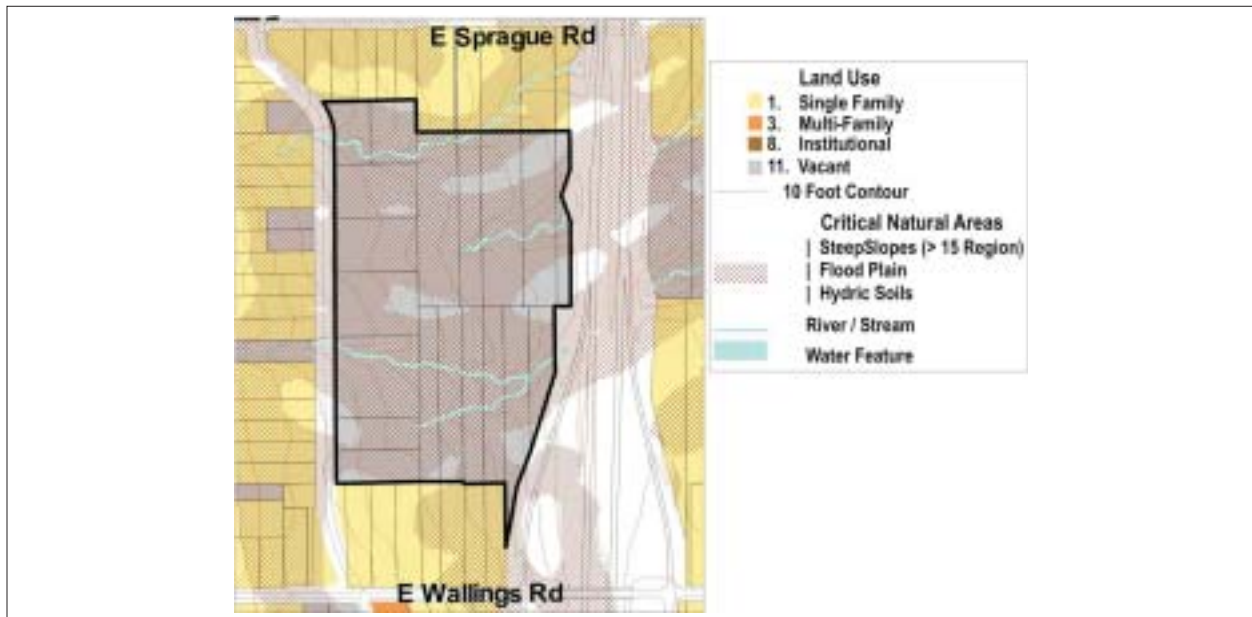 E Sprague Rd
Land Use
1. Single Family
3. Multi-Family
8. Institutional
11. Vacant
10 Foot Contour
Critical Natural Areas
| SteepSlopes (> 15 Region)
| Flood Plain
| Hydric Soils
River / Stream
Water Feature
E Wallings Rd